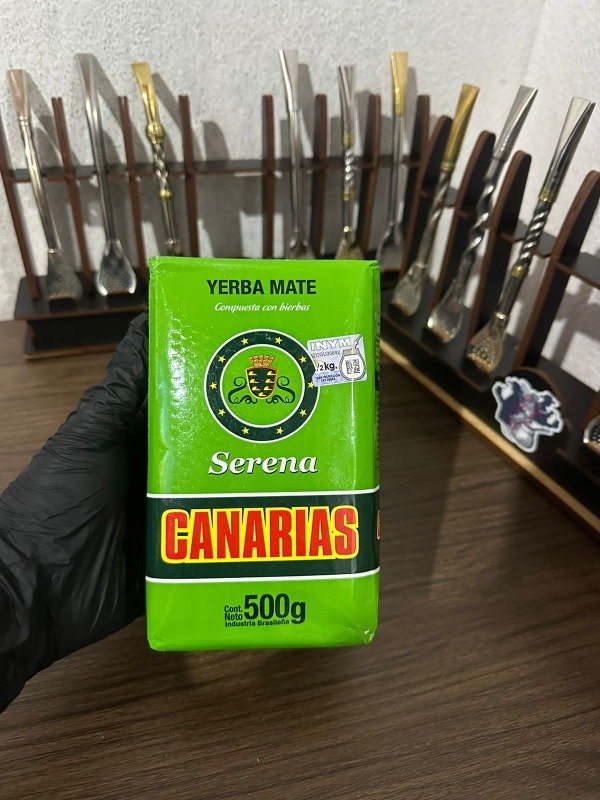 YERBA MATE
Compuesta con hierbas
INYM
½ kg.
Serena
CANARIAS
Cont.
Neto 500g
Industria Brasileña